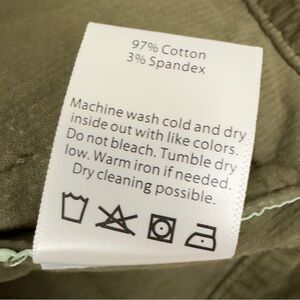 97% Cotton
3% Spandex
Machine wash cold and dry
inside out with like colors.
Do not bleach. Tumble dry
low. Warm iron if needed.
Dry cleaning possible.